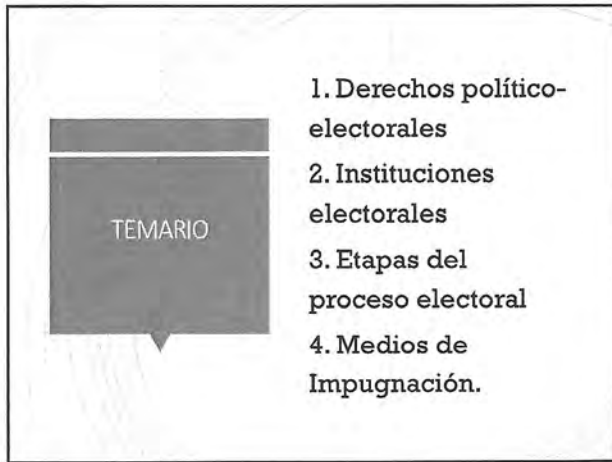 TEMARIO
1. Derechos político-
electorales
2. Instituciones
electorales
3. Etapas del
proceso electoral
4. Medios de
Impugnación.